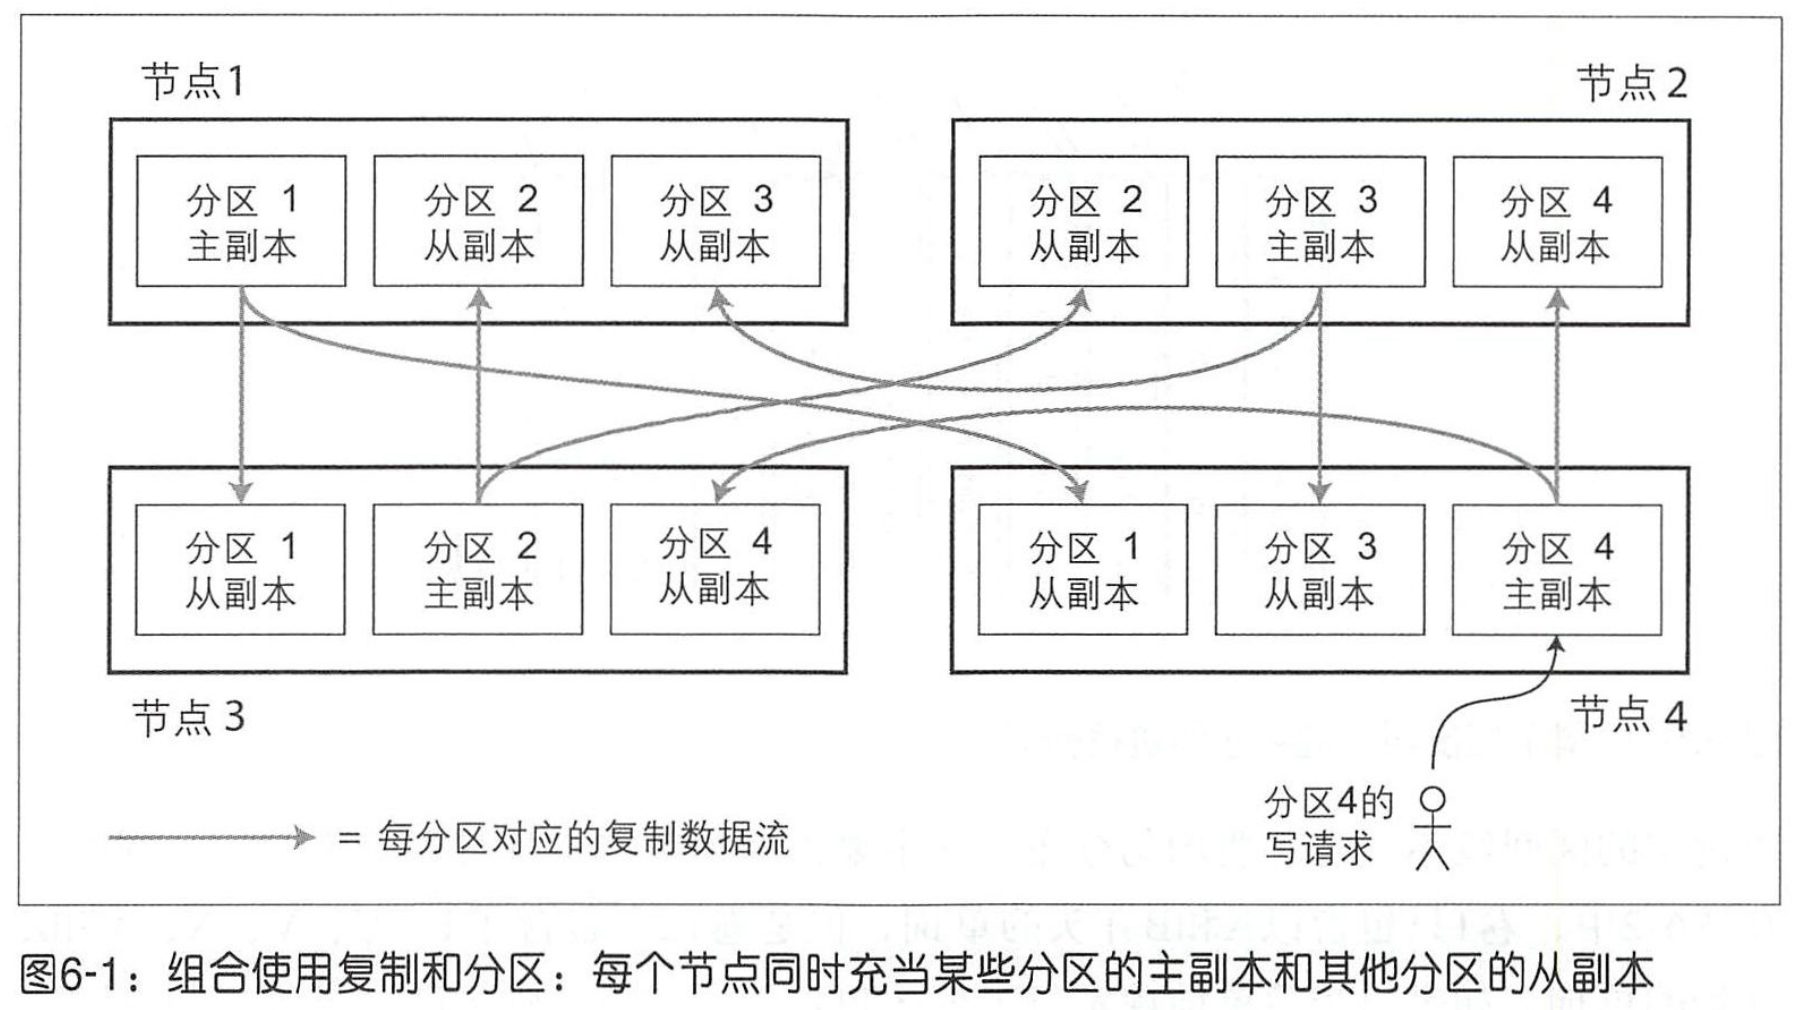 节点1
节点2
分区 1
主副本
分区 2
从副本
分区 3
从副本
分区 2
从副本
分区 3
主副本
分区 4
从副本
分区 1
从副本
分区 2
主副本
分区 4
从副本
分区 1
从副本
分区 3
从副本
分区 4
主副本
节点3
节点4
分区4的
写请求
= 每分区对应的复制数据流
图6-1：组合使用复制和分区：每个节点同时充当某些分区的主副本和其他分区的从副本